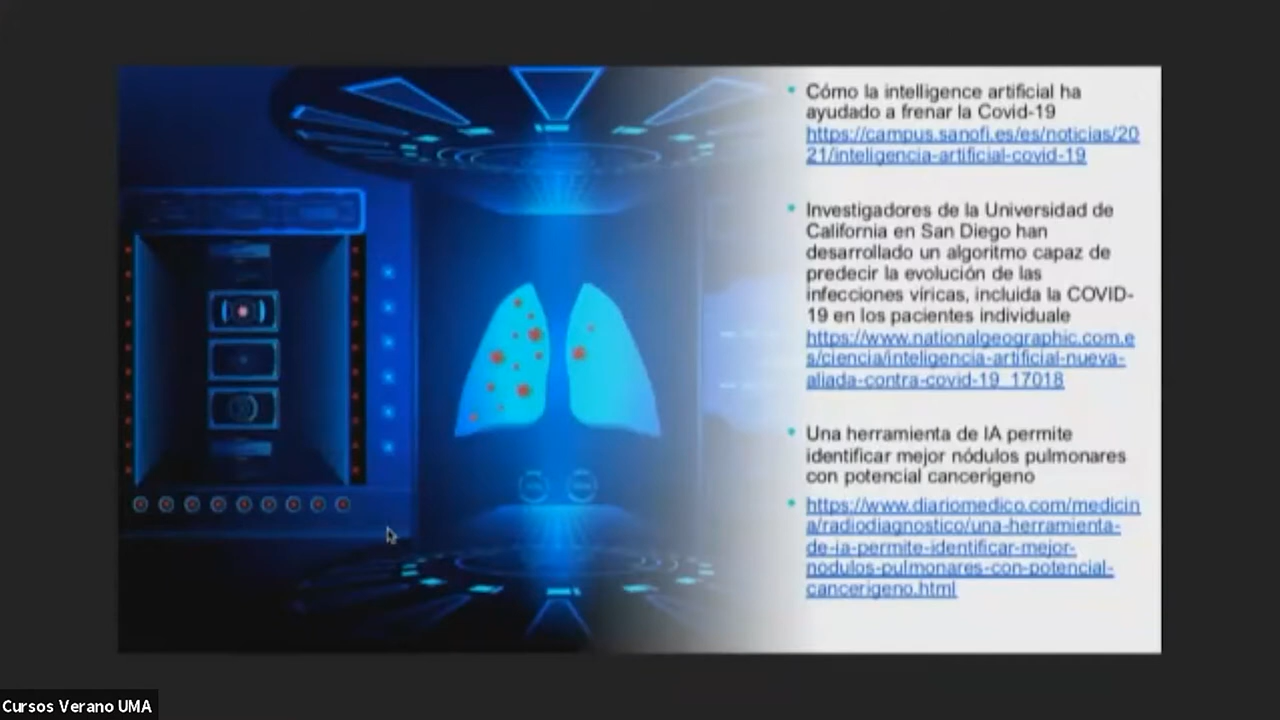 Cómo la intelligence artificial ha
ayudado a frenar la Covid-19
https://campus.sanofi.es/es/noticias/20
21/inteligencia-artificial-covid-19
Investigadores de la Universidad de
California en San Diego han
desarrollado un algoritmo capaz de
predecir la evolución de las
infecciones víricas, incluida la COVID-
19 en los pacientes individuale
https://www.nationalgeographic.com.e
s/ciencia/inteligencia-artificial-nueva-
aliada-contra-covid-19_17018
Una herramienta de IA permite
identificar mejor nódulos pulmonares
con potencial cancerígeno
https://www.diariomedico.com/medicin
a/radiodiagnostico/una-herramienta-
de-ia-permite-identificar-mejor-
nodulos-pulmonares-con-potencial-
cancerigeno.html
Cursos Verano UMA